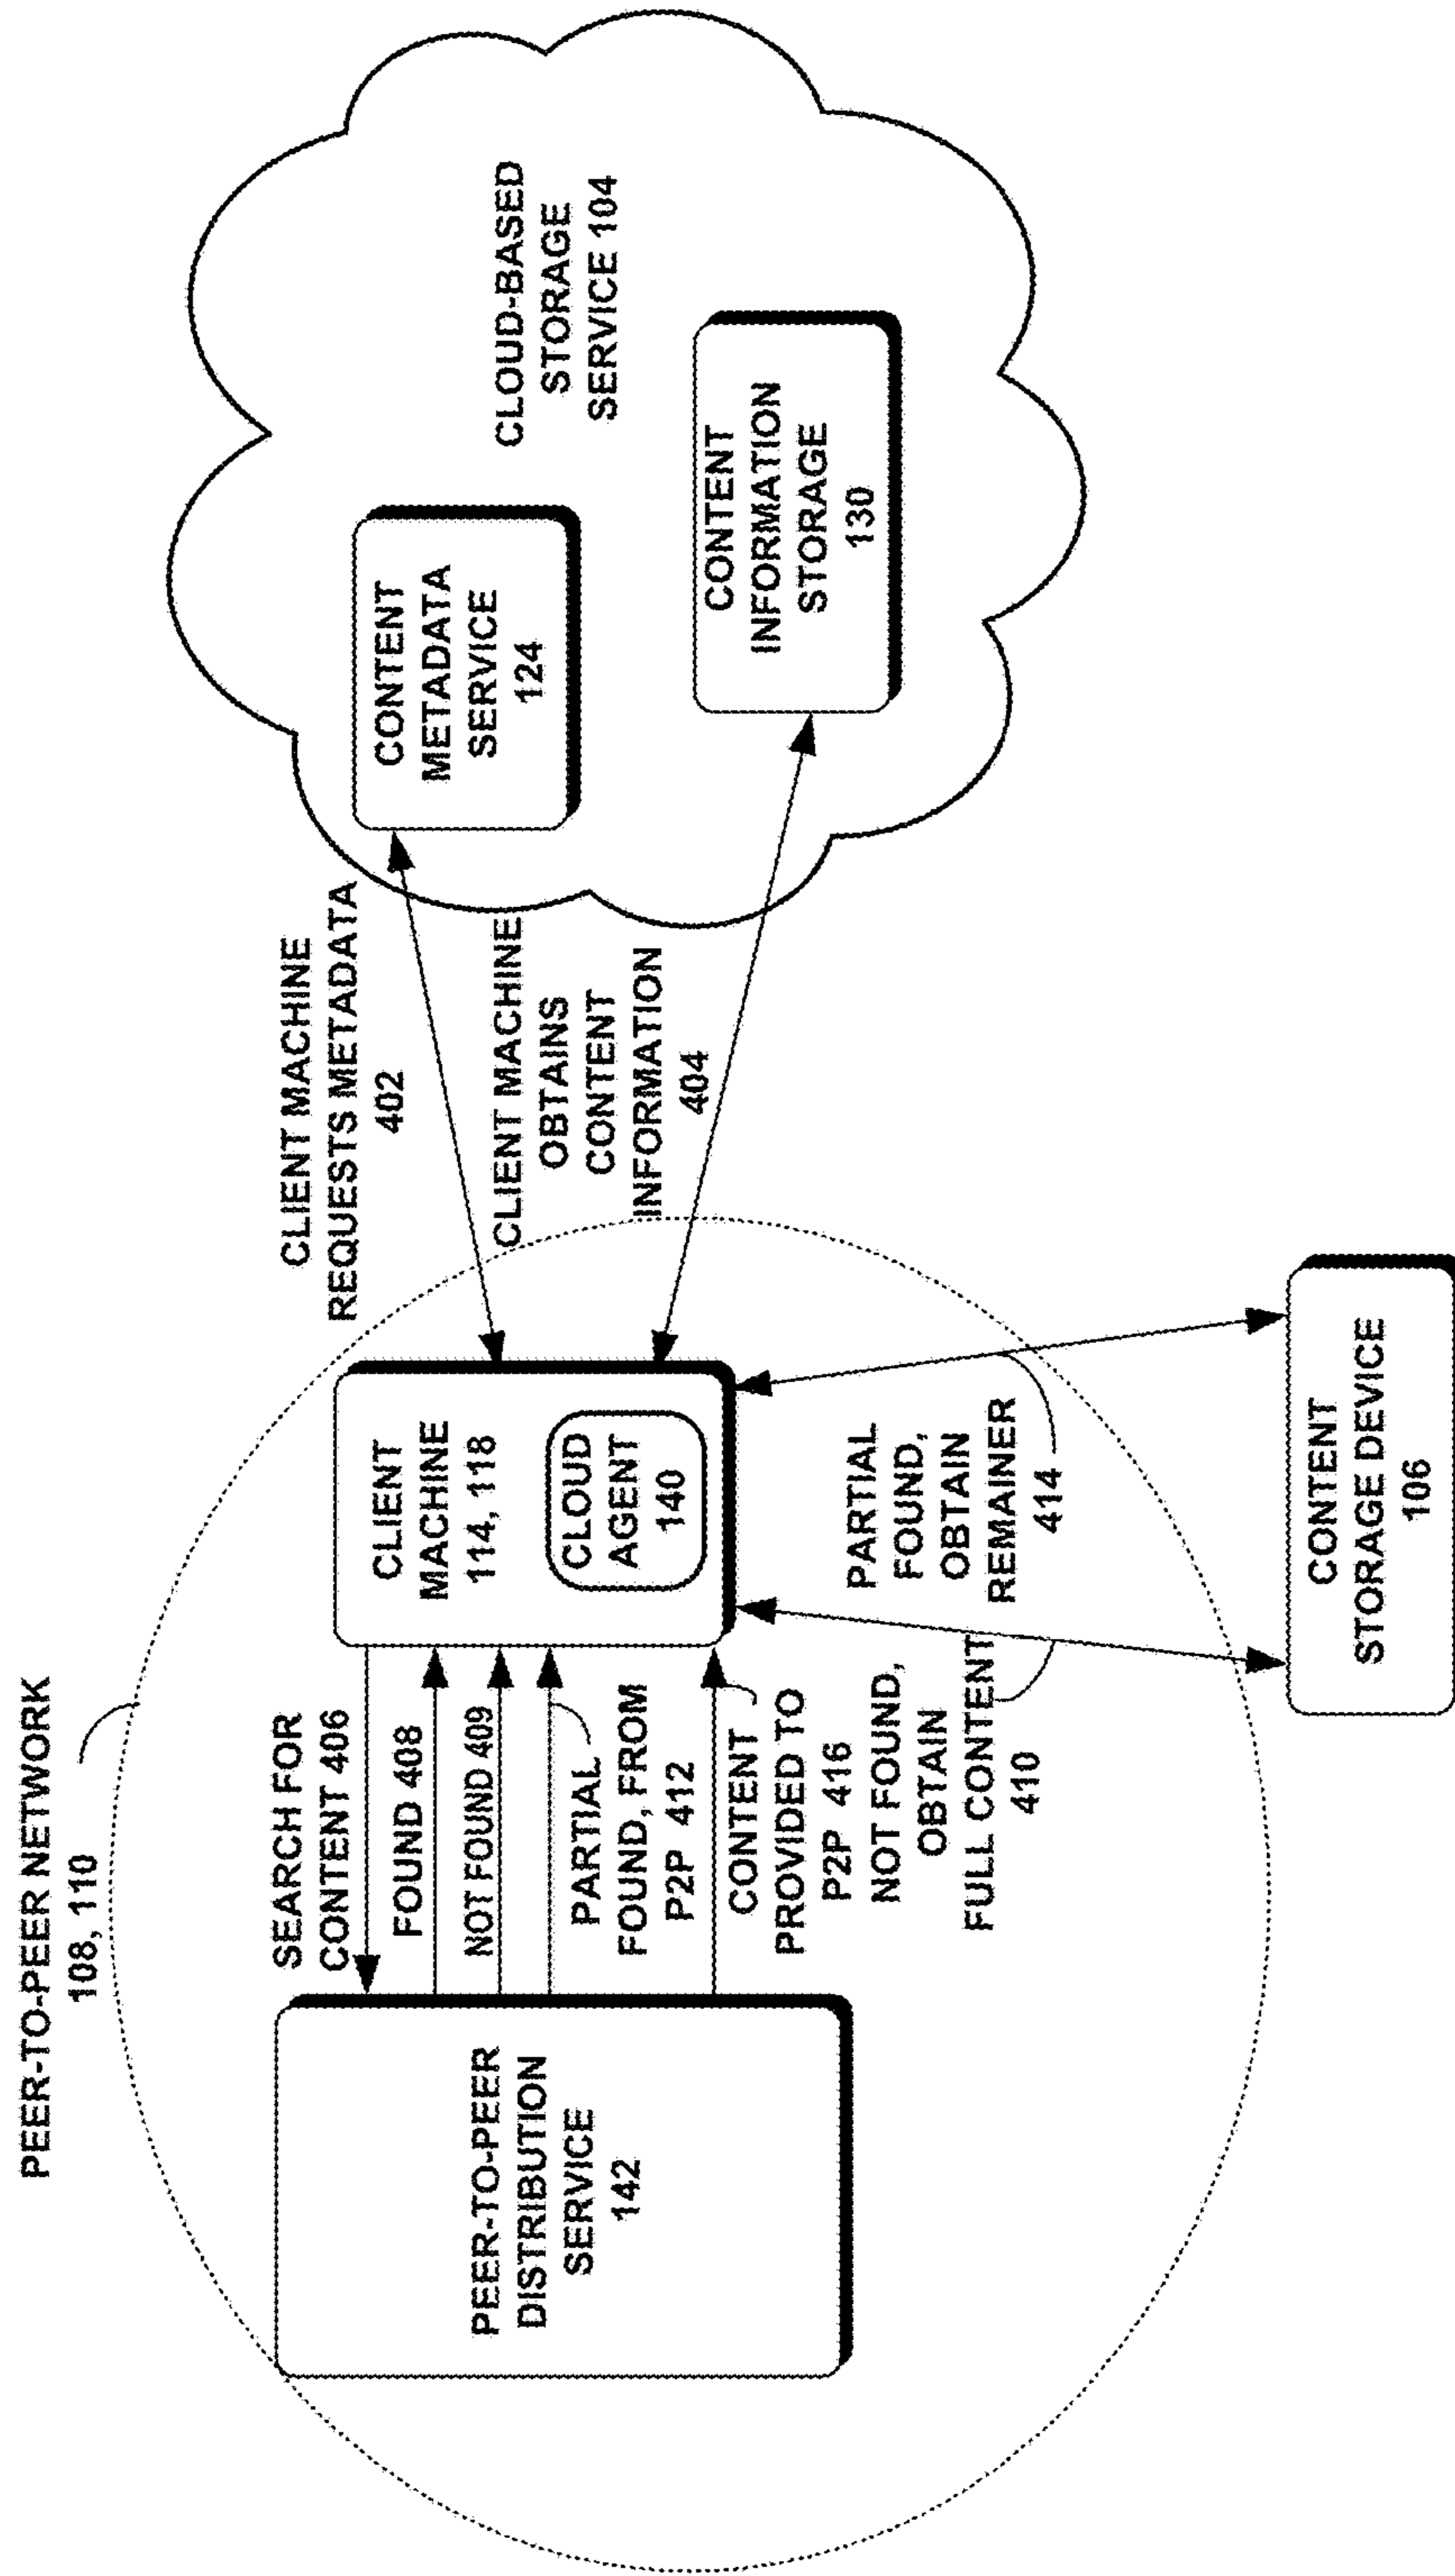 PEER-TO-PEER NETWORK
108, 110
PEER-TO-PEER
DISTRIBUTION
SERVICE
142
SEARCH FOR
CONTENT 406
FOUND 408
NOT FOUND 409
PARTIAL
FOUND, FROM
P2P 412
CONTENT
PROVIDED TO
P2P 416
NOT FOUND,
OBTAIN
FULL CONTENT
410
CLIENT
MACHINE
114, 118
CLOUD
AGENT
140
PARTIAL
FOUND,
OBTAIN
REMAINER
414
CONTENT
STORAGE DEVICE
106
CLIENT MACHINE
REQUESTS METADATA
402
CLIENT MACHINE
OBTAINS
CONTENT
INFORMATION
404
CONTENT
METADATA
SERVICE
124
CLOUD-BASED
STORAGE
SERVICE 104
CONTENT
INFORMATION
STORAGE
130